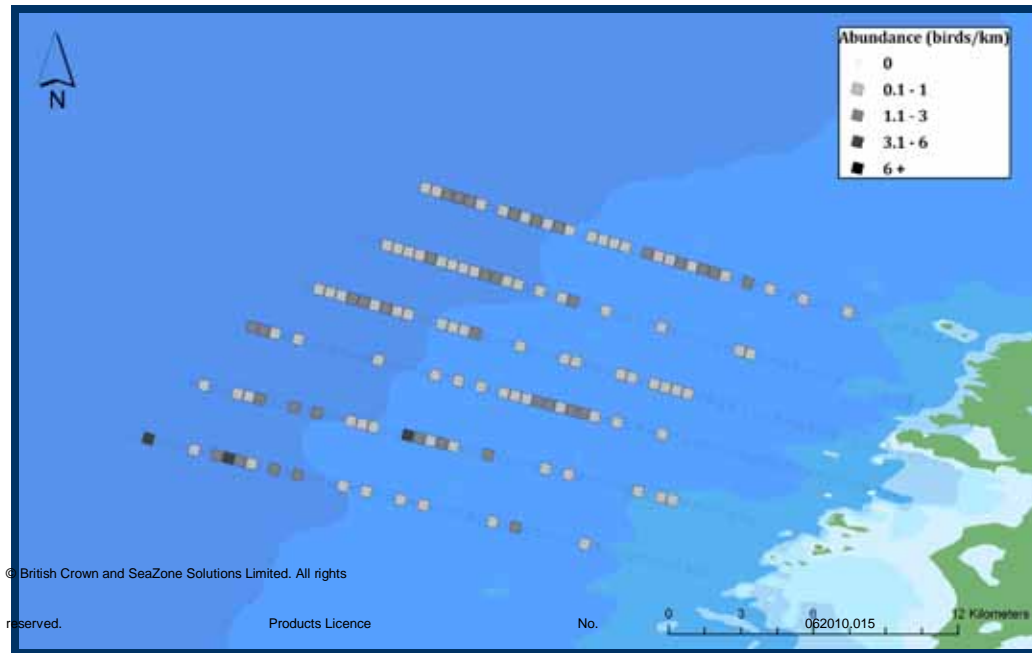 N
Abundance (birds/km)
0
0.1 - 1
1.1 - 3
3.1 - 6
6 +
© British Crown and SeaZone Solutions Limited. All rights
reserved. Products Licence No. 062010.015
0 3 6 12 Kilometers